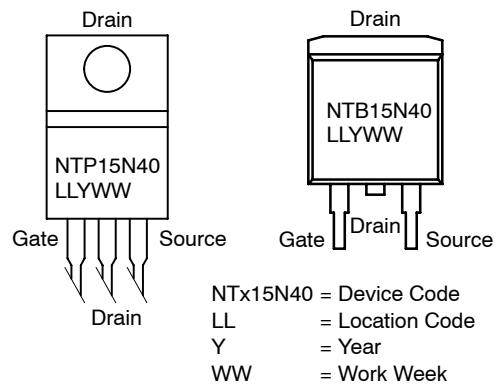 Drain
NTP15N40
LLYWW
Gate
Source
Drain
Drain
NTB15N40
LLYWW
Gate
Drain
Source
NTx15N40 = Device Code
LL = Location Code
Y = Year
WW = Work Week